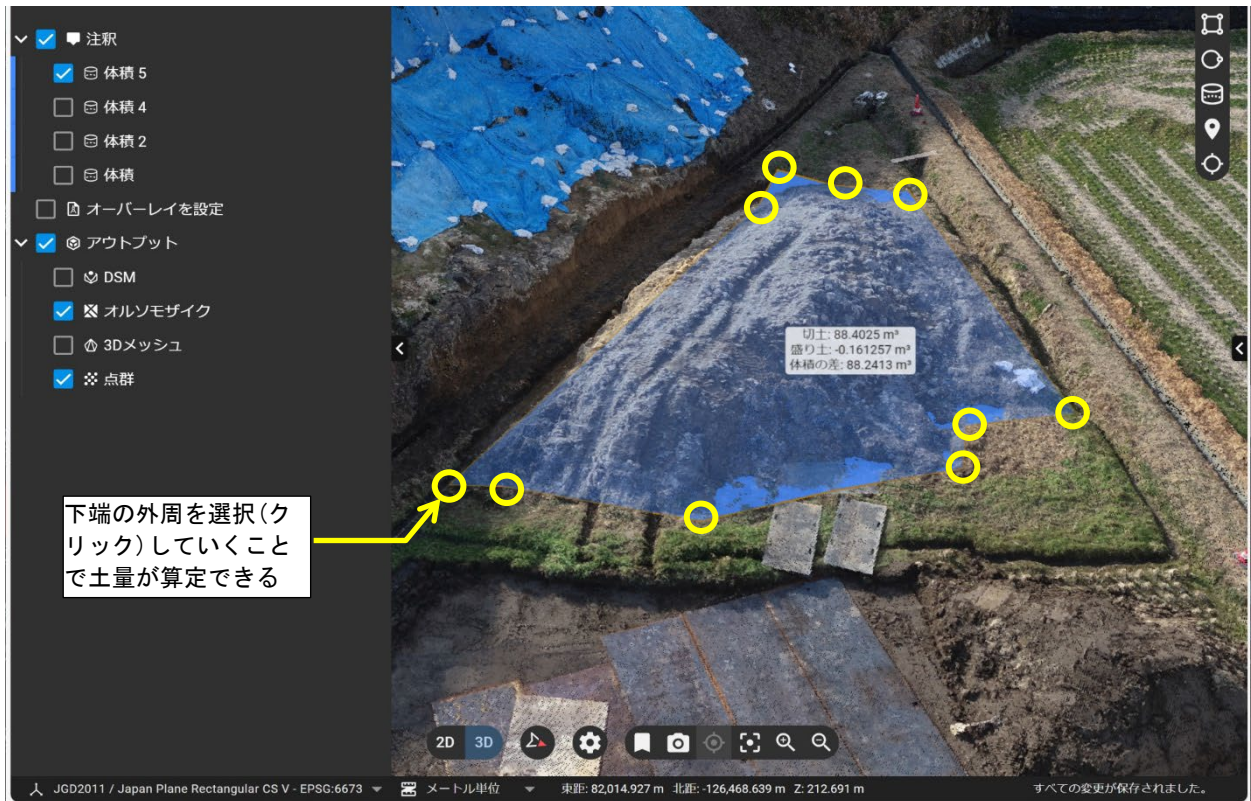 注釈
体積 5
体積 4
体積 2
体積
オーバーレイを設定
アウトプット
DSM
オルソモザイク
3Dメッシュ
点群
切土: 88.4025 m³
盛り土: -0.161257 m³
体積の差: 88.2413 m³
下端の外周を選択(ク
リック)していくこと
で土量が算定できる
2D 3D
JGD2011 / Japan Plane Rectangular CS V - EPSG:6673 メートル単位 東距: 82,014.927 m 北距: -126,468.639 m Z: 212.691 m すべての変更が保存されました。